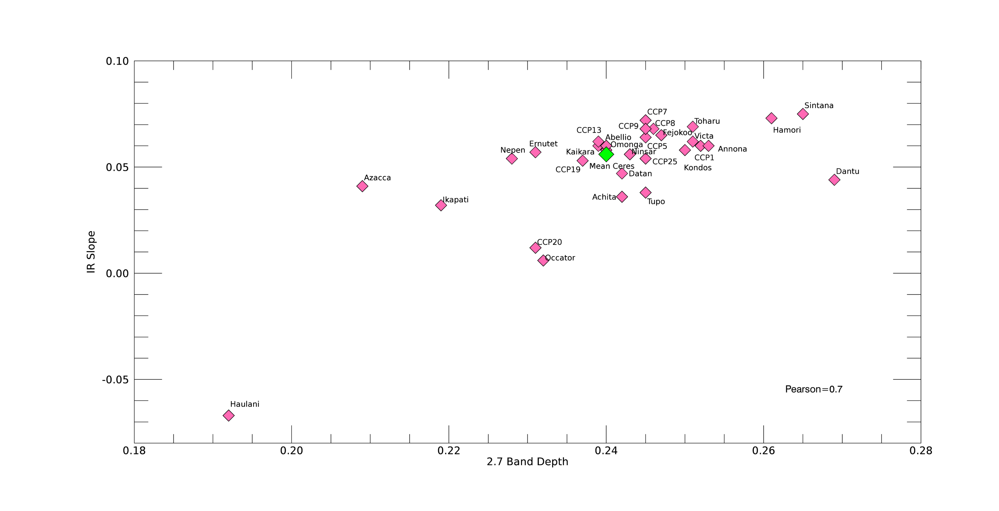 0.10
Sintana
CCP7
Toharu
CCP8
CCP9
Hamori
CCP13
Fejokoo
Victa
Abellio
Ernutet
Omonga
CCP5
Annona
Nepen
Kaikara
Ninsar
CCP1
CCP25
Mean Ceres
Kondos
0.05
CCP19
Dantu
Datan
Azacca
Achita
Ikapati
Tupo
CCP20
IR Slope
Occator
0.00
-0.05
Pearson=0.7
Haulani
0.18
0.20
0.22
0.24
0.26
0.28
2.7 Band Depth